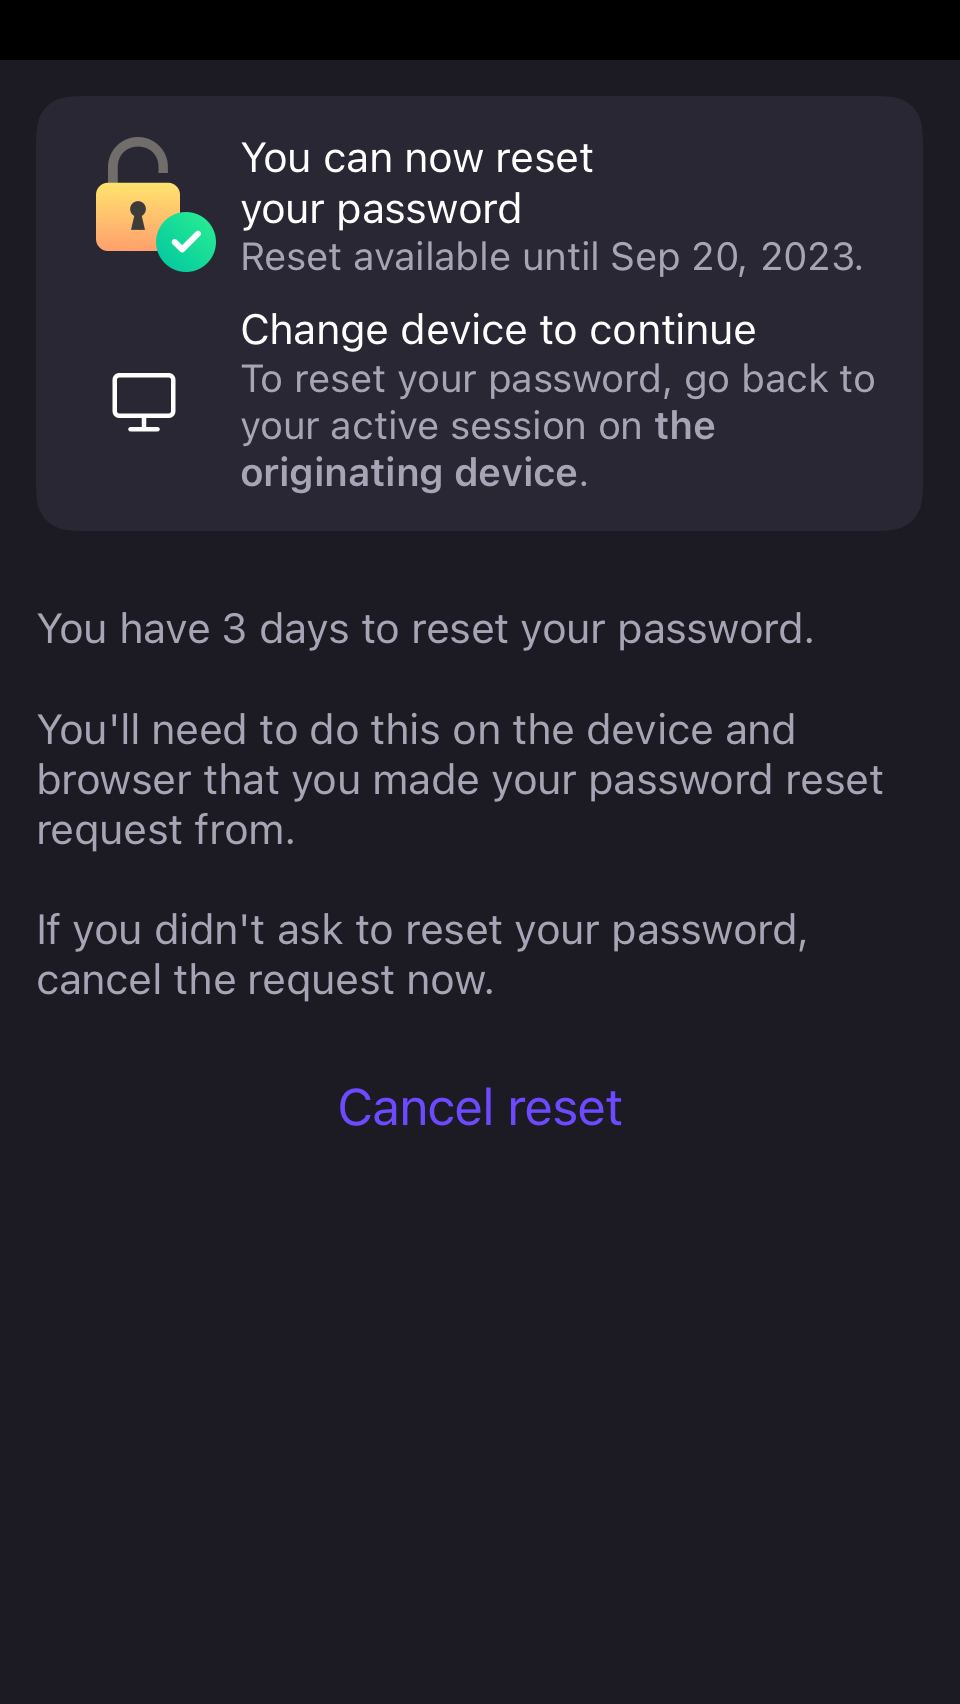 You can now reset
your password
Reset available until Sep 20, 2023.
Change device to continue
To reset your password, go back to
your active session on the
originating device.
You have 3 days to reset your password.
You'll need to do this on the device and
browser that you made your password reset
request from.
If you didn't ask to reset your password,
cancel the request now.
Cancel reset